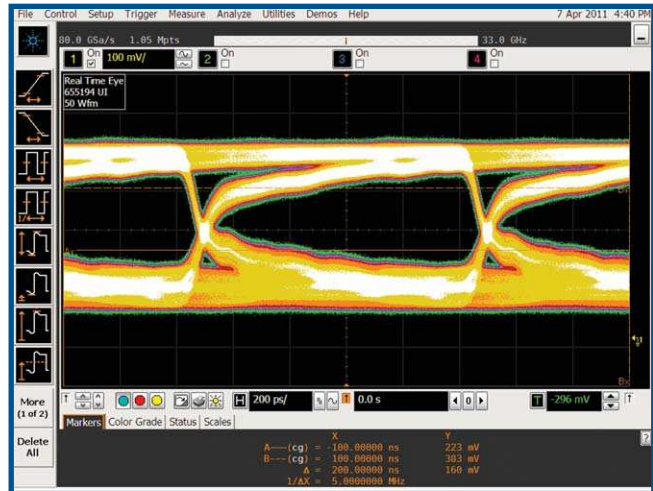 File Control Setup Trigger Measure Analyze Utilities Demos Help 7 Apr 2011 4:40 PM
80.0 GSa/s 1.05 Mpts 33.0 GHz
1 On 100 mV/ 2 On 3 On 4 On
Real Time Eye
655194 UI
50 Wfm
More
(1 of 2)
Delete
All
H 200 ps/ 0.0 s 0 T -296 mV
Markers Color Grade Status Scales
X Y
A---(cg) = -100.00000 ns 223 mV
B---(cg) = 100.00000 ns 383 mV
Δ = 200.00000 ns 160 mV
1/ΔX = 5.0000000 MHz